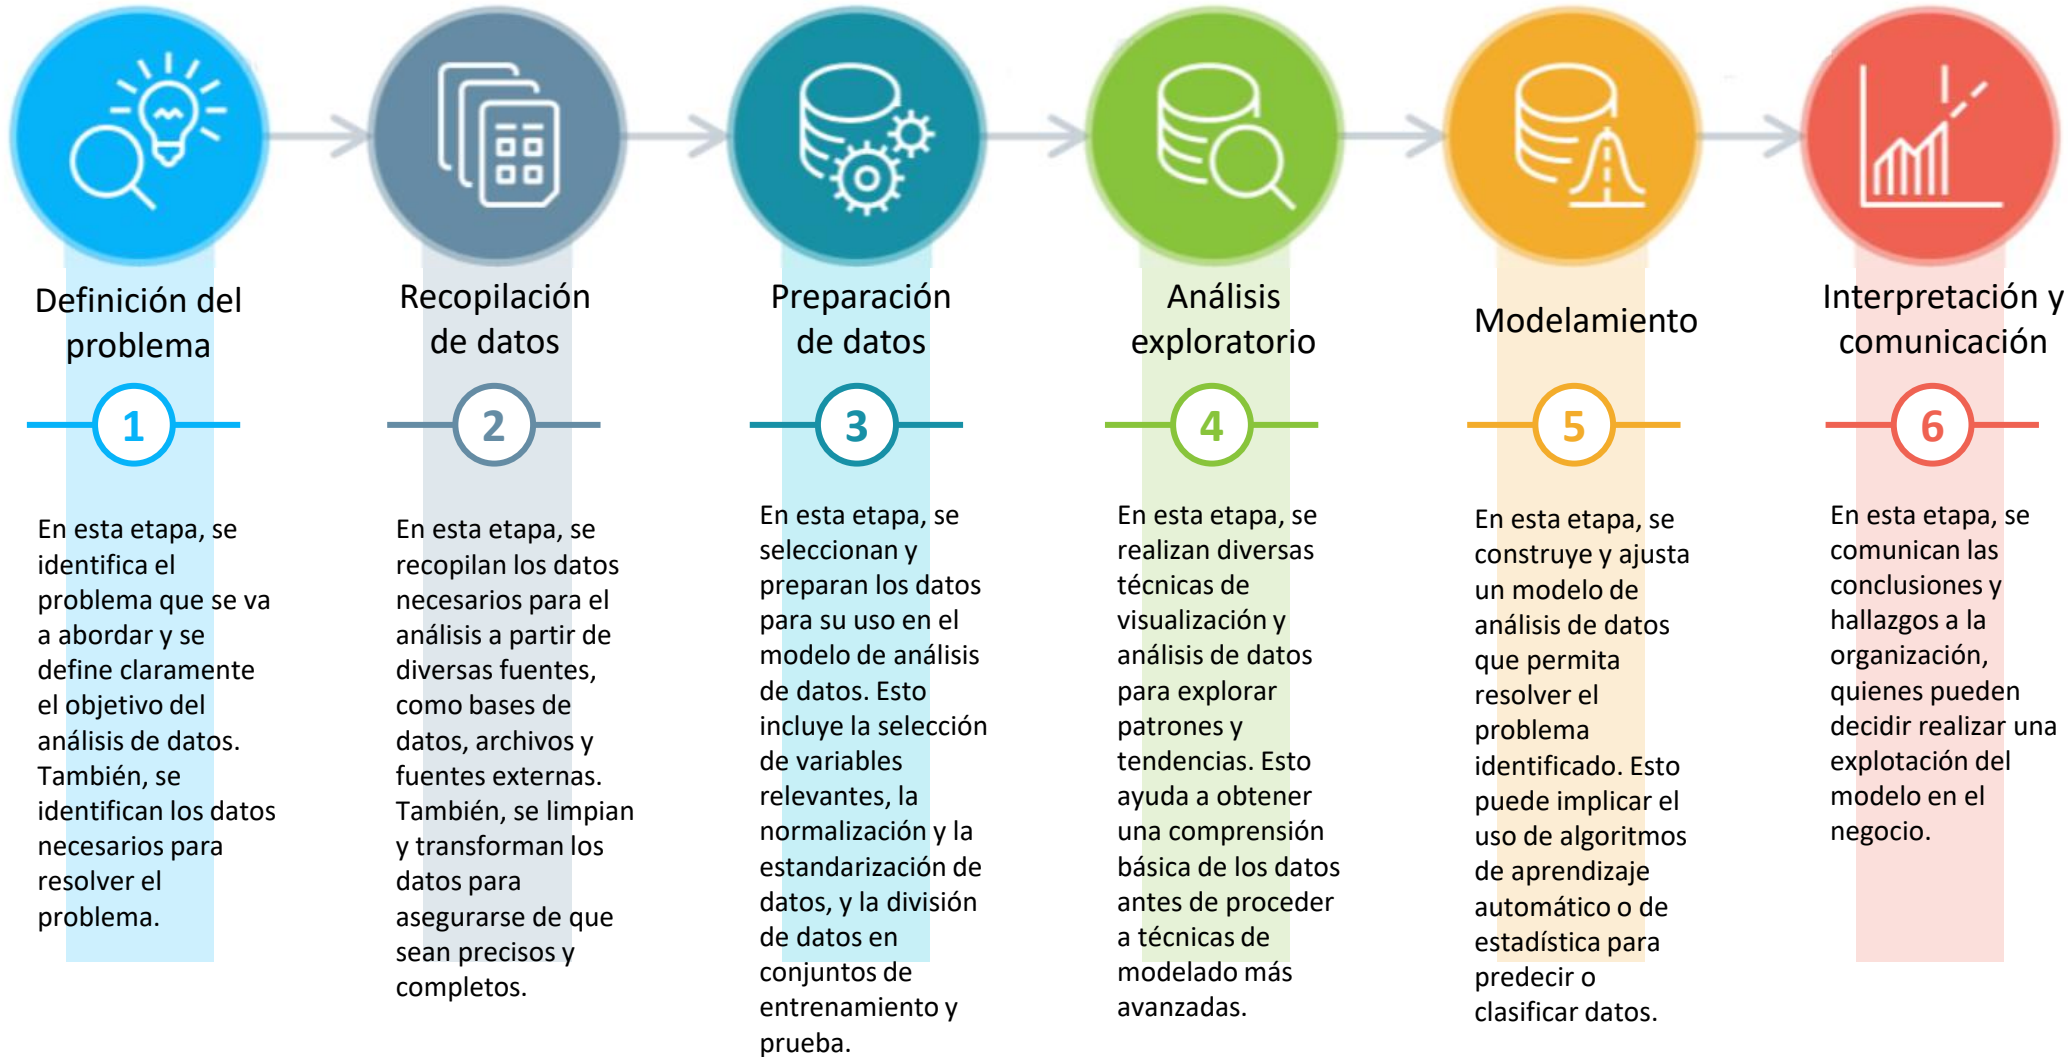 Definición del
problema
1
En esta etapa, se
identifica el
problema que se va
a abordar y se
define claramente
el objetivo del
análisis de datos.
También, se
identifican los datos
necesarios para
resolver el
problema.
Recopilación
de datos
2
En esta etapa, se
recopilan los datos
necesarios para el
análisis a partir de
diversas fuentes,
como bases de
datos, archivos y
fuentes externas.
También, se limpian
y transforman los
datos para
asegurarse de que
sean precisos y
completos.
Preparación
de datos
3
En esta etapa, se
seleccionan y
preparan los datos
para su uso en el
modelo de análisis
de datos. Esto
incluye la selección
de variables
relevantes, la
normalización y la
estandarización de
datos, y la división
de datos en
conjuntos de
entrenamiento y
prueba.
Análisis
exploratorio
4
En esta etapa, se
realizan diversas
técnicas de
visualización y
análisis de datos
para explorar
patrones y
tendencias. Esto
ayuda a obtener
una comprensión
básica de los datos
antes de proceder
a técnicas de
modelado más
avanzadas.
Modelamiento
5
En esta etapa, se
construye y ajusta
un modelo de
análisis de datos
que permita
resolver el
problema
identificado. Esto
puede implicar el
uso de algoritmos
de aprendizaje
automático o de
estadística para
predecir o
clasificar datos.
Interpretación y
comunicación
6
En esta etapa, se
comunican las
conclusiones y
hallazgos a la
organización,
quienes pueden
decidir realizar una
explotación del
modelo en el
negocio.